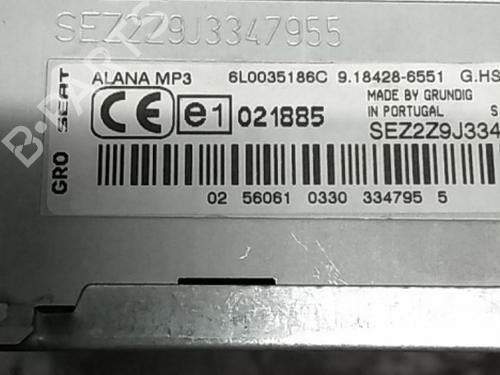 SEZ2Z9J3347955
ALANA MP3 6L0035186C 9.18428-6551 G.HS
MADE BY GRUNDIG
IN PORTUGAL S
CE e1 021885
SEZ2Z9J334
GRO SEAT
02 56061 0330 334795 5
B-PARTS